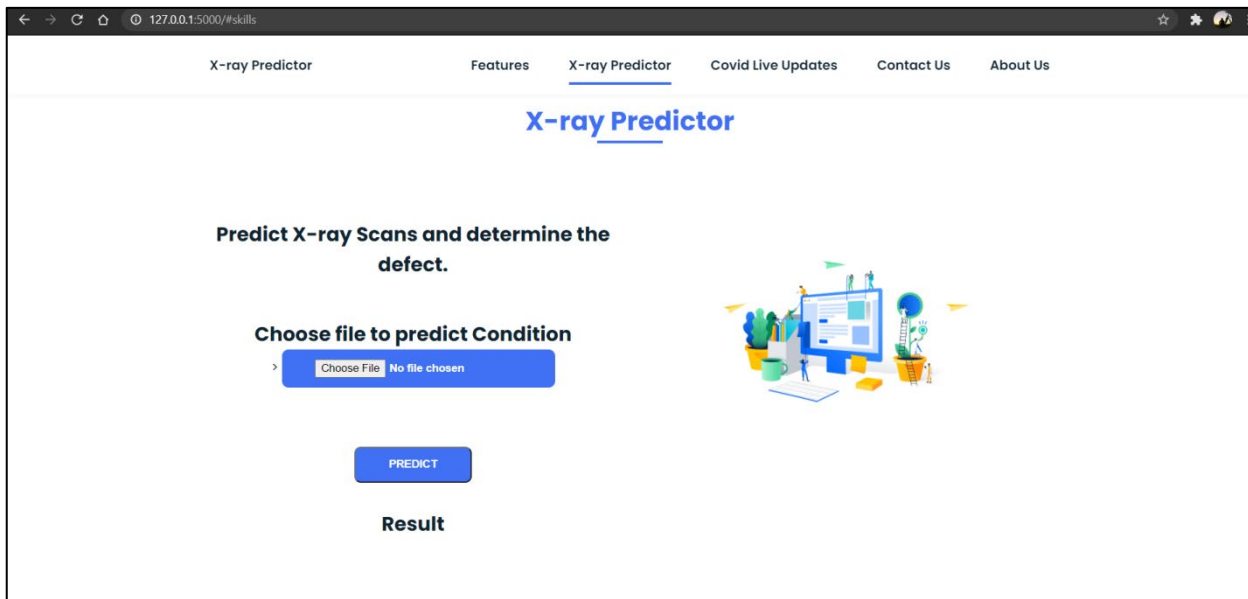 127.0.0.1:5000/#skills
X-ray Predictor Features X-ray Predictor Covid Live Updates Contact Us About Us
X-ray Predictor
Predict X-ray Scans and determine the
defect.
Choose file to predict Condition
> Choose File No file chosen
PREDICT
Result